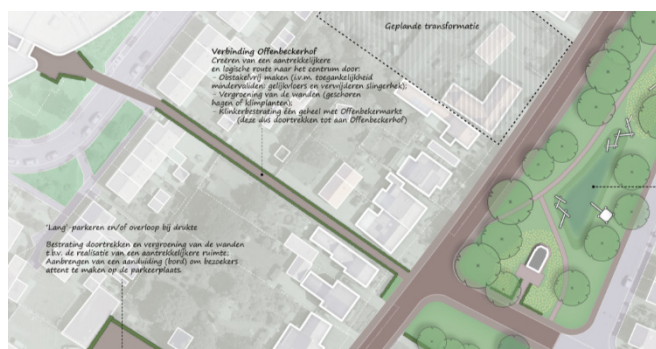 Geplande transformatie
Verbinding Offenbeckerhof
Creëren van een aantrekkelijkere
en logische route naar het centrum door:
- Obstakelvrij maken (i.v.m. toegankelijkheid
mindervaliden: gelijkvloers en vervijderen slingerhek);
- Vergroening van de wanden (geschoren
hagen of klimplanten);
- Klinkerbestrating één geheel met Offenbekermarkt
(deze dus doortrekken tot aan Offenbeckerhof)
'Lang'-parkeren en/of overloop bij drukte
Bestrating doortrekken en vergroening van de wanden
t.b.v. de realisatie van een aantrekkelijkere ruimte;
Aanbrengen van een aanduiding (bord) om bezoekers
attent te maken op de parkeerplaats.